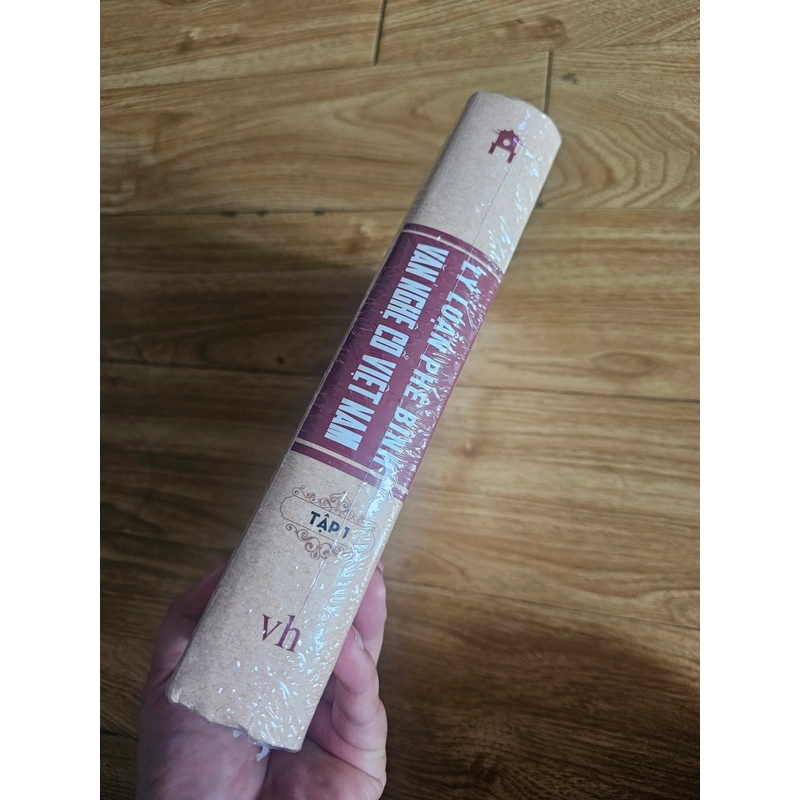 LÝ LUẬN PHÊ BÌNH
VĂN NGHỆ CỔ VIỆT NAM
TẬP 1
vh